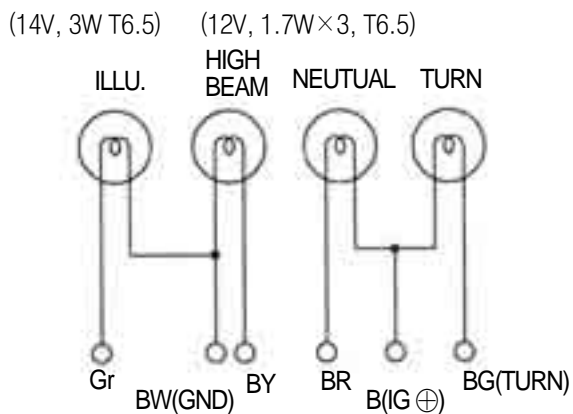 (14V, 3W T6.5) (12V, 1.7W×3, T6.5)
ILLU. HIGH BEAM NEUTUAL TURN
Gr BW(GND) BY BR B(IG ⊕) BG(TURN)